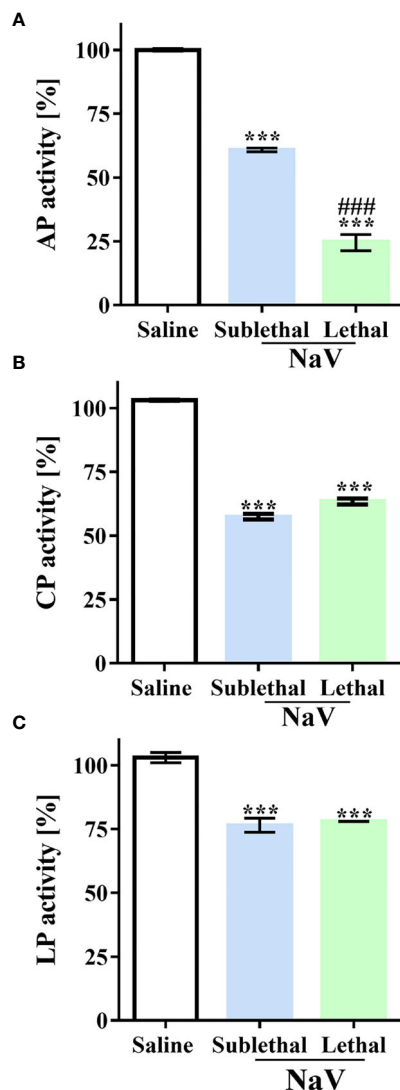 A
AP activity [%]
100
75
50
25
0
***
###
***
Saline Sublethal Lethal
NaV
B
CP activity [%]
100
75
50
25
0
***
***
Saline Sublethal Lethal
NaV
C
LP activity [%]
100
75
50
25
0
*** ***
Saline Sublethal Lethal
NaV